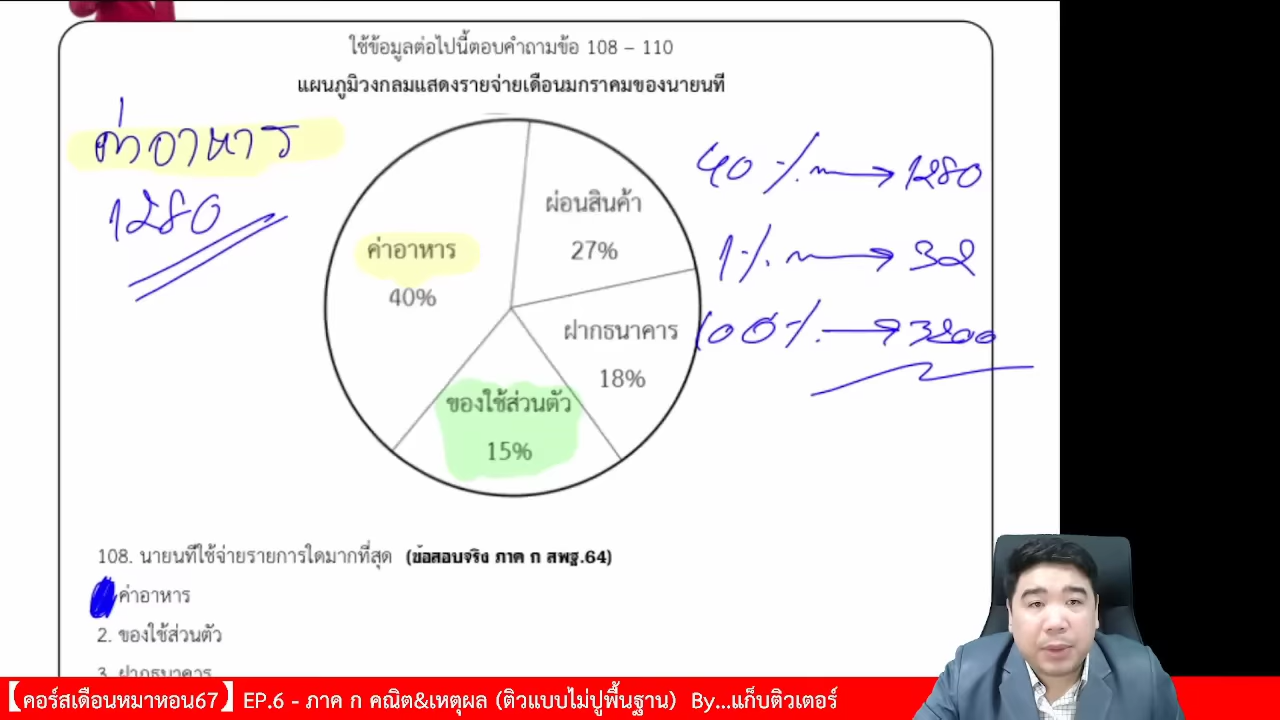 ใช้ข้อมูลต่อไปนี้ตอบคำถามข้อ 108 – 110
แผนภูมิวงกลมแสดงรายจ่ายเดือนมกราคมของนายนที
ค่าอาหาร
1280
ค่าอาหาร
40%
ผ่อนสินค้า
27%
ฝากธนาคาร
18%
ของใช้ส่วนตัว
15%
40 % → 1280
1 % → 32
100 % → 3200
108. นายนทีใช้จ่ายรายการใดมากที่สุด (ข้อสอบจริง ภาค ก สพฐ.64)
ค่าอาหาร
2. ของใช้ส่วนตัว
3. ฝากธนาคาร
【คอร์สเดือนหมาหอน67】 EP.6 - ภาค ก คณิต&เหตุผล (ติวแบบไม่ปูพื้นฐาน) By...แก็บติวเตอร์